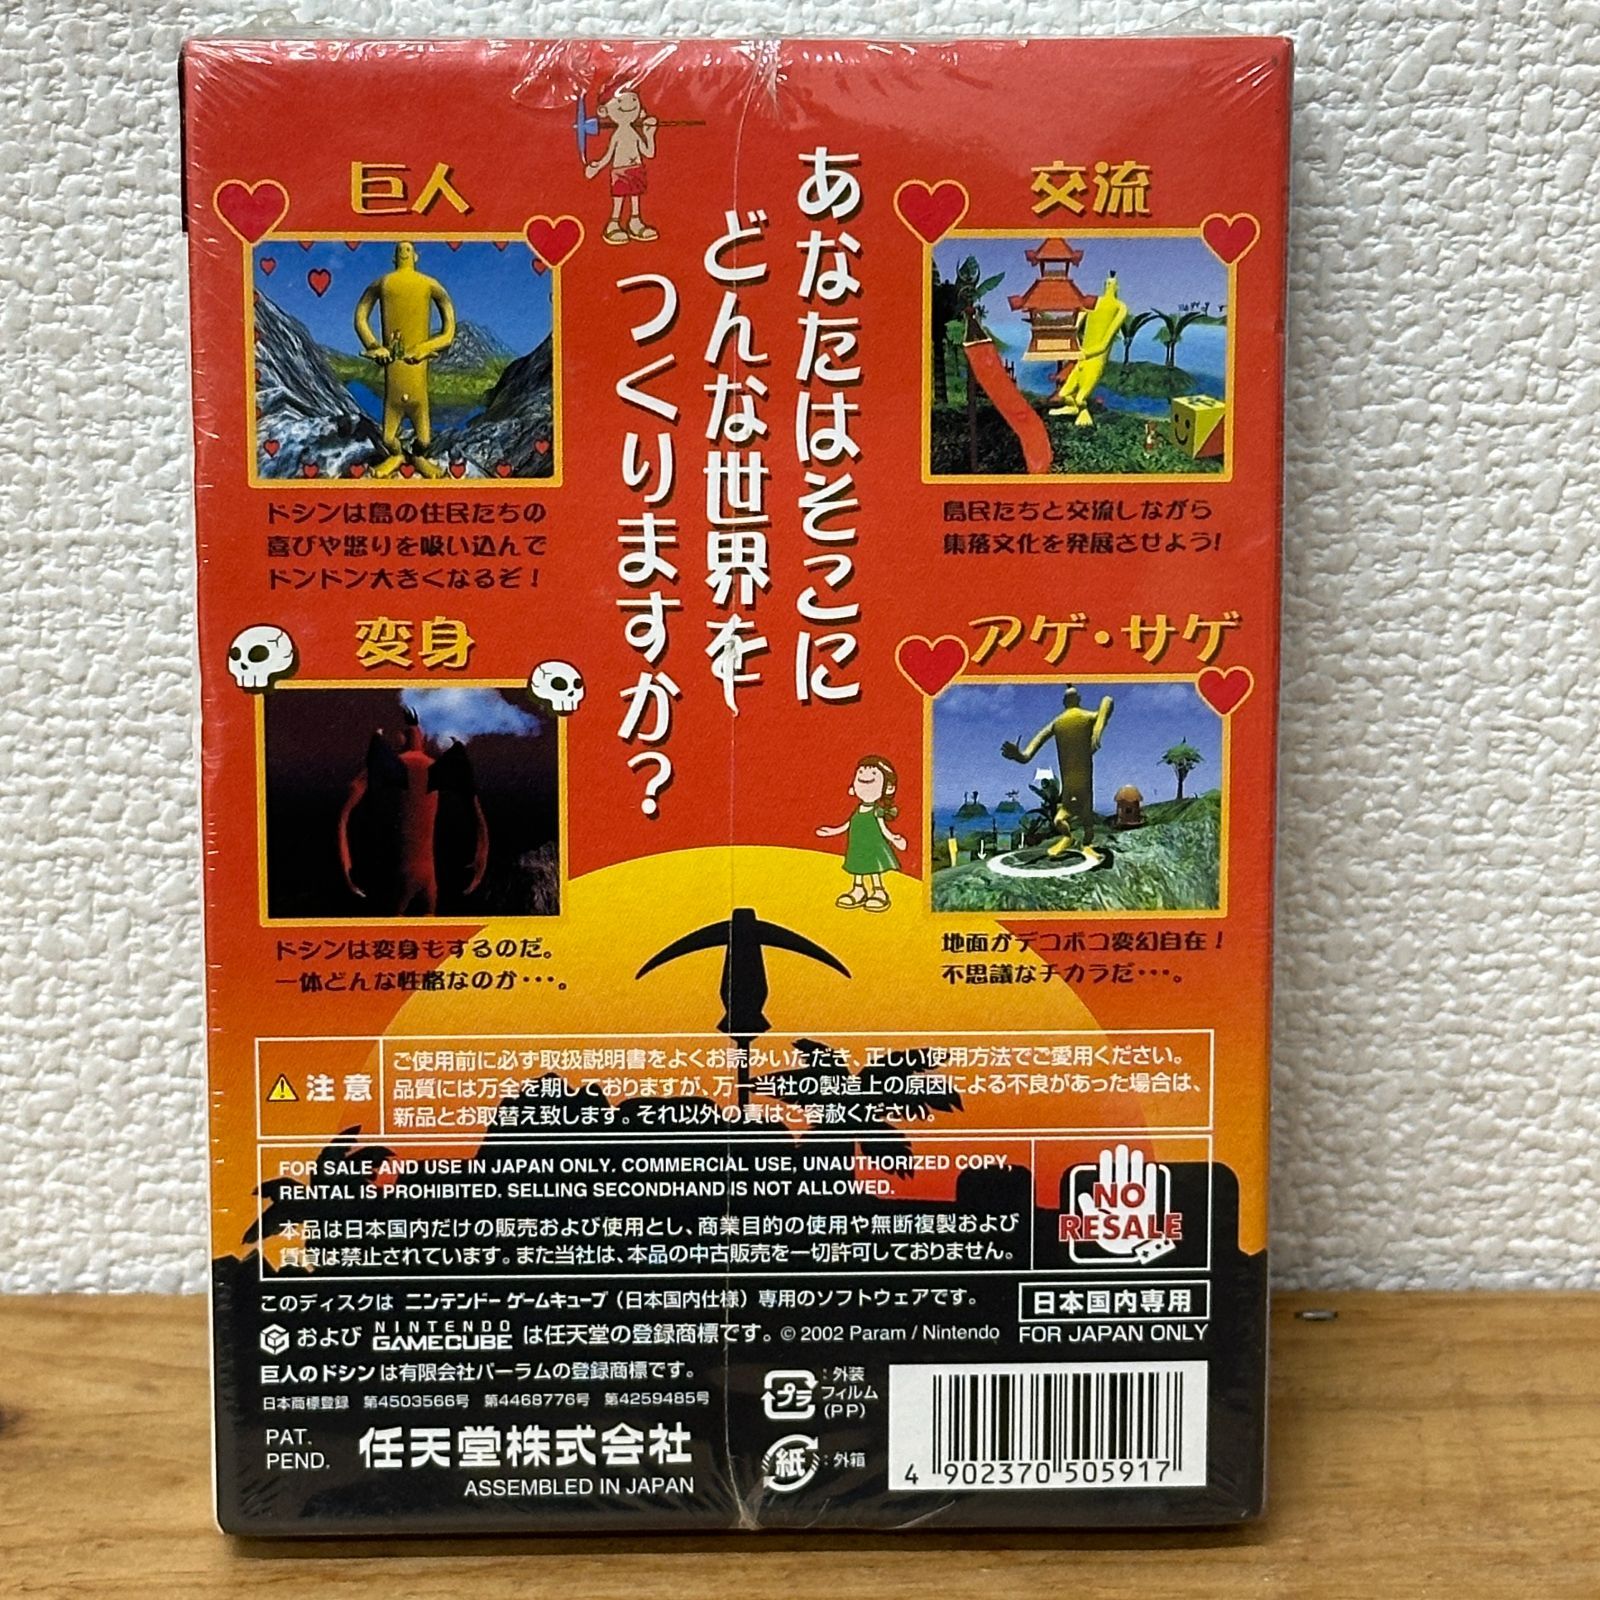 あなたはそこに
どんな世界を
つくりますか?
巨人
ドシンは島の住民たちの
喜びや怒りを吸い込んで
ドンドン大きくなるぞ!
交流
島民たちと交流しながら
集落文化を発展させよう!
変身
ドシンは変身もするのだ。
一体どんな性格なのか・・・。
アゲ・サゲ
地面がデコボコ変幻自在!
不思議なチカラだ・・・。
注意
ご使用前に必ず取扱説明書をよくお読みいただき、正しい使用方法でご愛用ください。
品質には万全を期しておりますが、万一当社の製造上の原因による不良があった場合は、
新品とお取替え致します。それ以外の責はご容赦ください。
FOR SALE AND USE IN JAPAN ONLY. COMMERCIAL USE, UNAUTHORIZED COPY,
RENTAL IS PROHIBITED. SELLING SECONDHAND IS NOT ALLOWED.
本品は日本国内だけの販売および使用とし、商業目的の使用や無断複製および
賃貸は禁止されています。また当社は、本品の中古販売を一切許可しておりません。
NO
RESALE
このディスクは ニンテンドーゲームキューブ(日本国内仕様)専用のソフトウェアです。
および NINTENDO GAMECUBE は任天堂の登録商標です。© 2002 Param / Nintendo
日本国内専用
FOR JAPAN ONLY
巨人のドシンは有限会社パーラムの登録商標です。
日本商標登録 第4503566号 第4468776号 第4259485号
PAT.
PEND.
任天堂株式会社
ASSEMBLED IN JAPAN
プラ
:外装
フィルム
(PP)
紙
:外箱
4 902370 505917